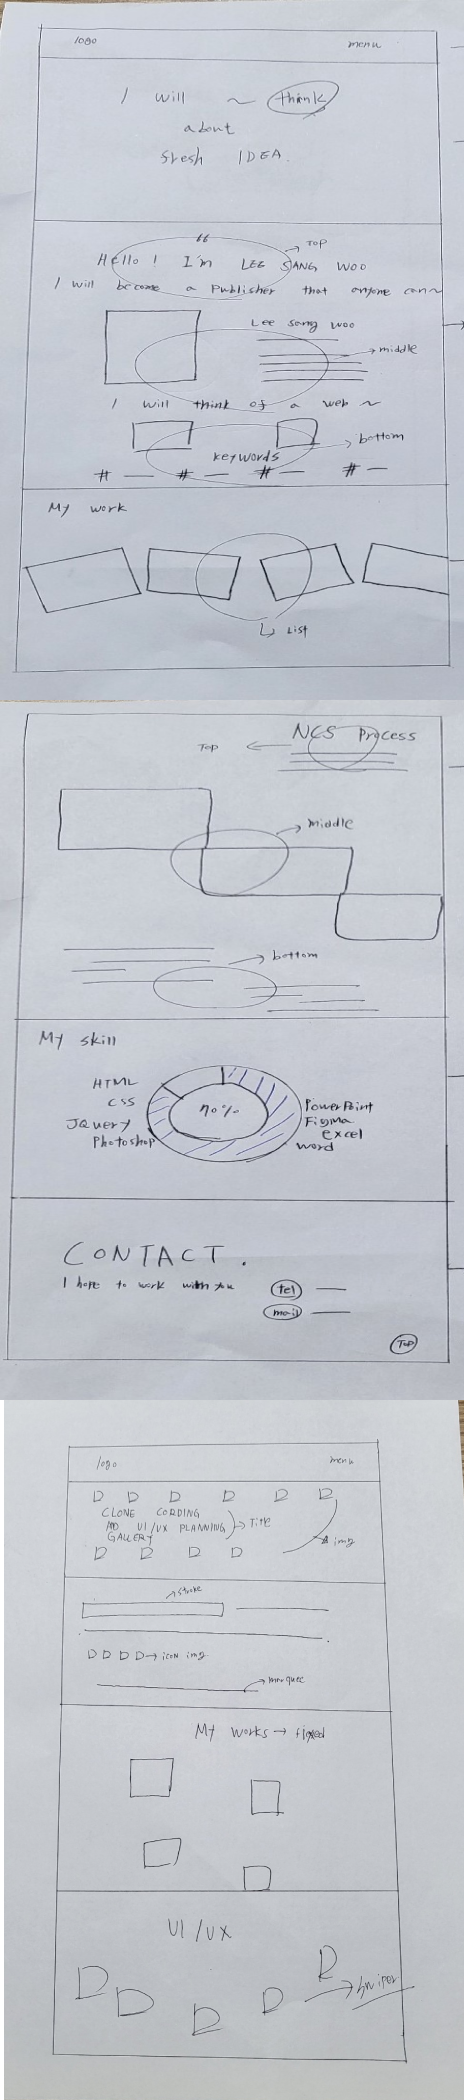 logo menu
I will ~ think
about
fresh IDEA.
“
Hello! I'm LEE SANG WOO
TOP
I will become a publisher that anyone can~
Lee sang woo
middle
I will think of a web ~
bottom
keywords
# — # — # — # —
My work
List
NCS Process
Top
middle
bottom
My skill
HTML
CSS
JQuery
Photoshop
70%
PowerPoint
Figma
excel
word
CONTACT.
I hope to work with you
tel
mail
TOP
logo menu
CLONE CORDING
UI/UX PLANNING
GALLERY
Title
img
stroke
D D D D → icon img
marquee
My works → fixed
UI/UX
Swiper